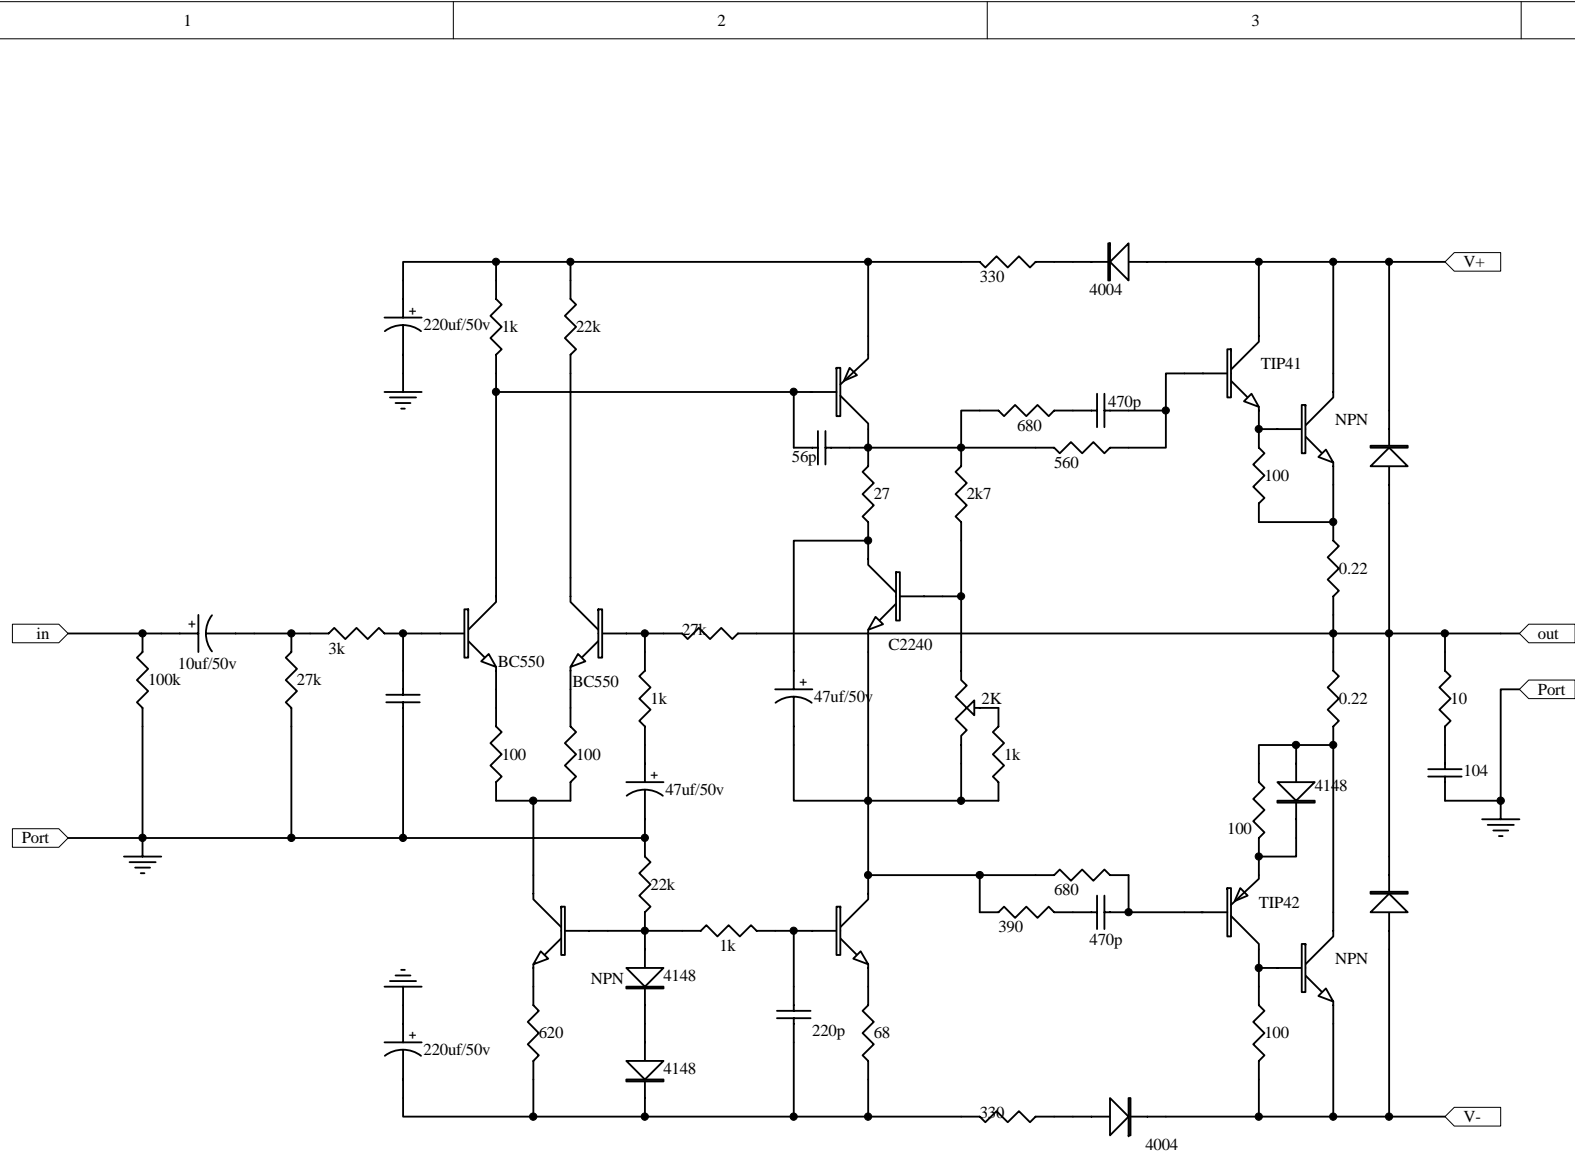 1 2 3
330
4004
V+
220uf/50v 1k 22k
TIP41
470p
680
NPN
56p
560
100
27 2k7
0.22
in
27k
out
3k
C2240
10uf/50v
BC550
100k
27k
BC550
Port
1k
47uf/50v
2K
0.22
10
100
100
1k
104
47uf/50v
4148
Port
100
22k
680
TIP42
390
1k
470p
NPN
NPN
4148
620
220p
68
100
220uf/50v
4148
330
V-
4004